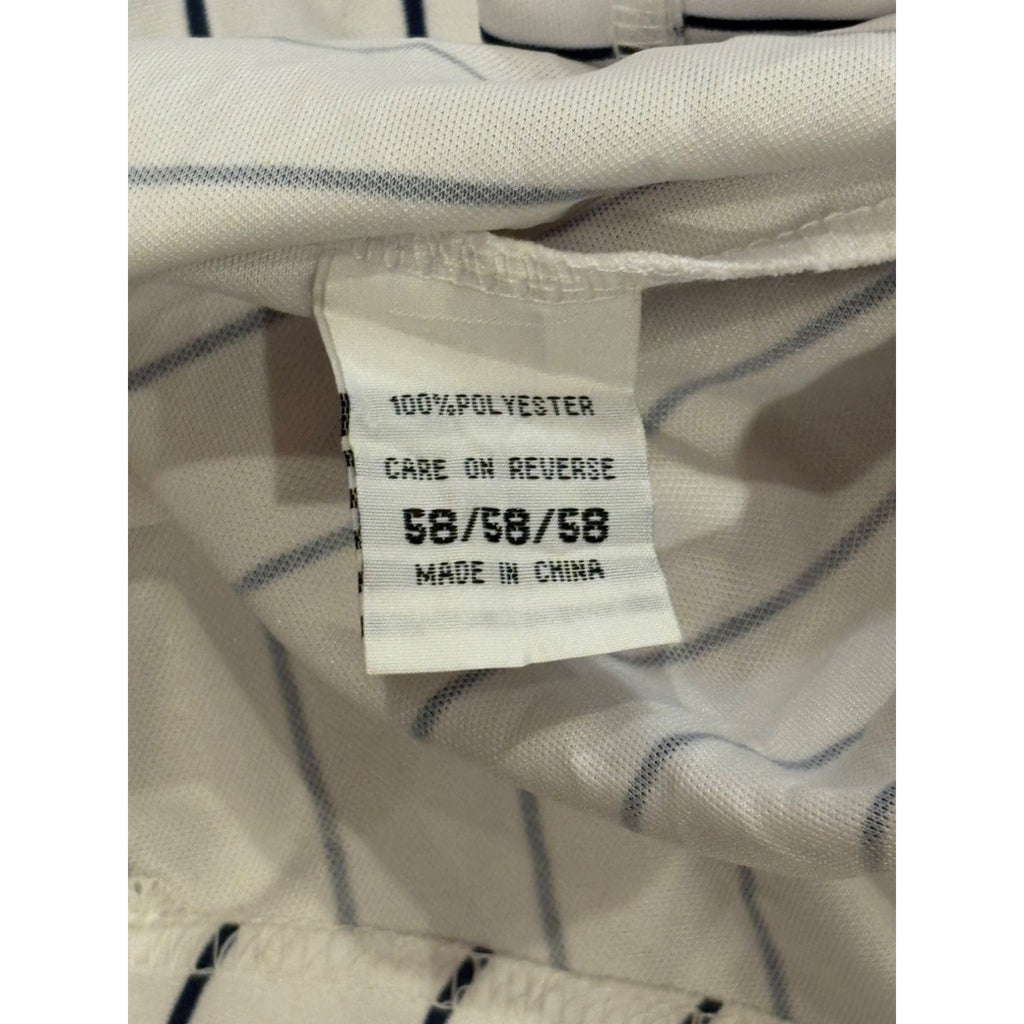 100%POLYESTER
CARE ON REVERSE
58/58/58
MADE IN CHINA